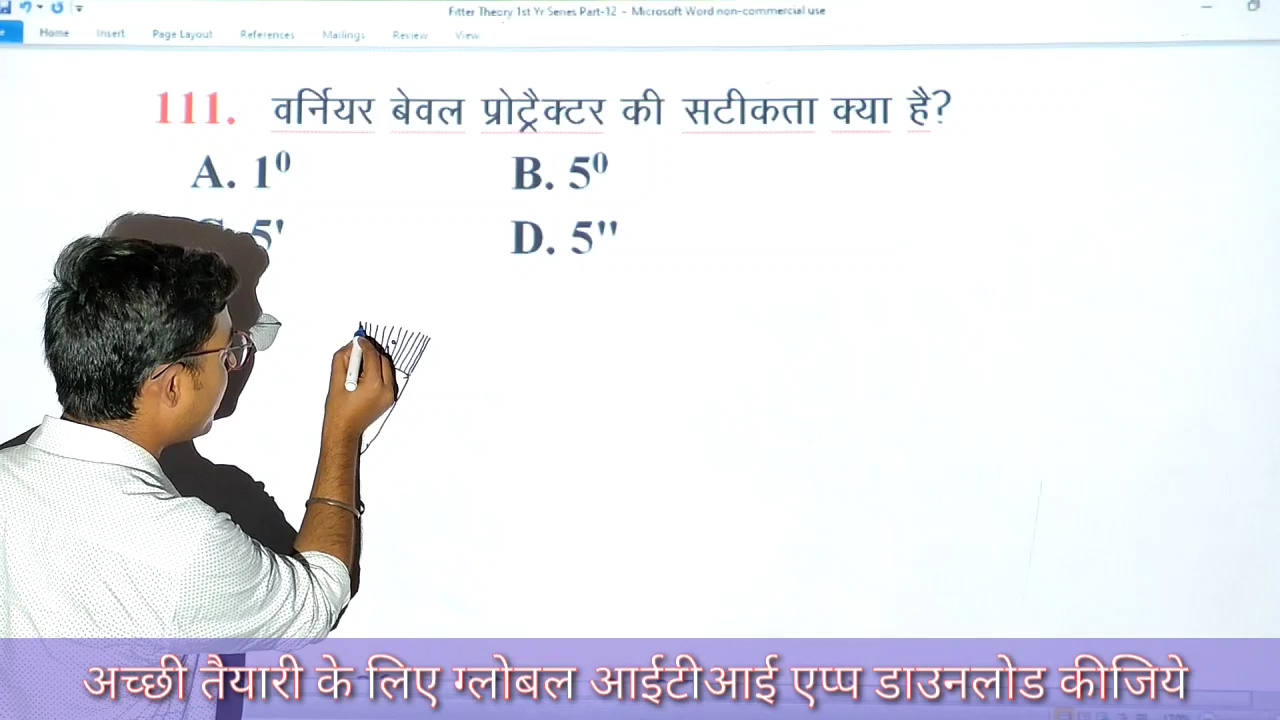 Fitter Theory 1st Yr Series Part-12 - Microsoft Word non-commercial use
Home Insert Page Layout References Mailings Review View
111. वर्नियर बेवल प्रोट्रैक्टर की सटीकता क्या है?
A. 1⁰ B. 5⁰
C. 5' D. 5''
अच्छी तैयारी के लिए ग्लोबल आईटीआई एप्प डाउनलोड कीजिये